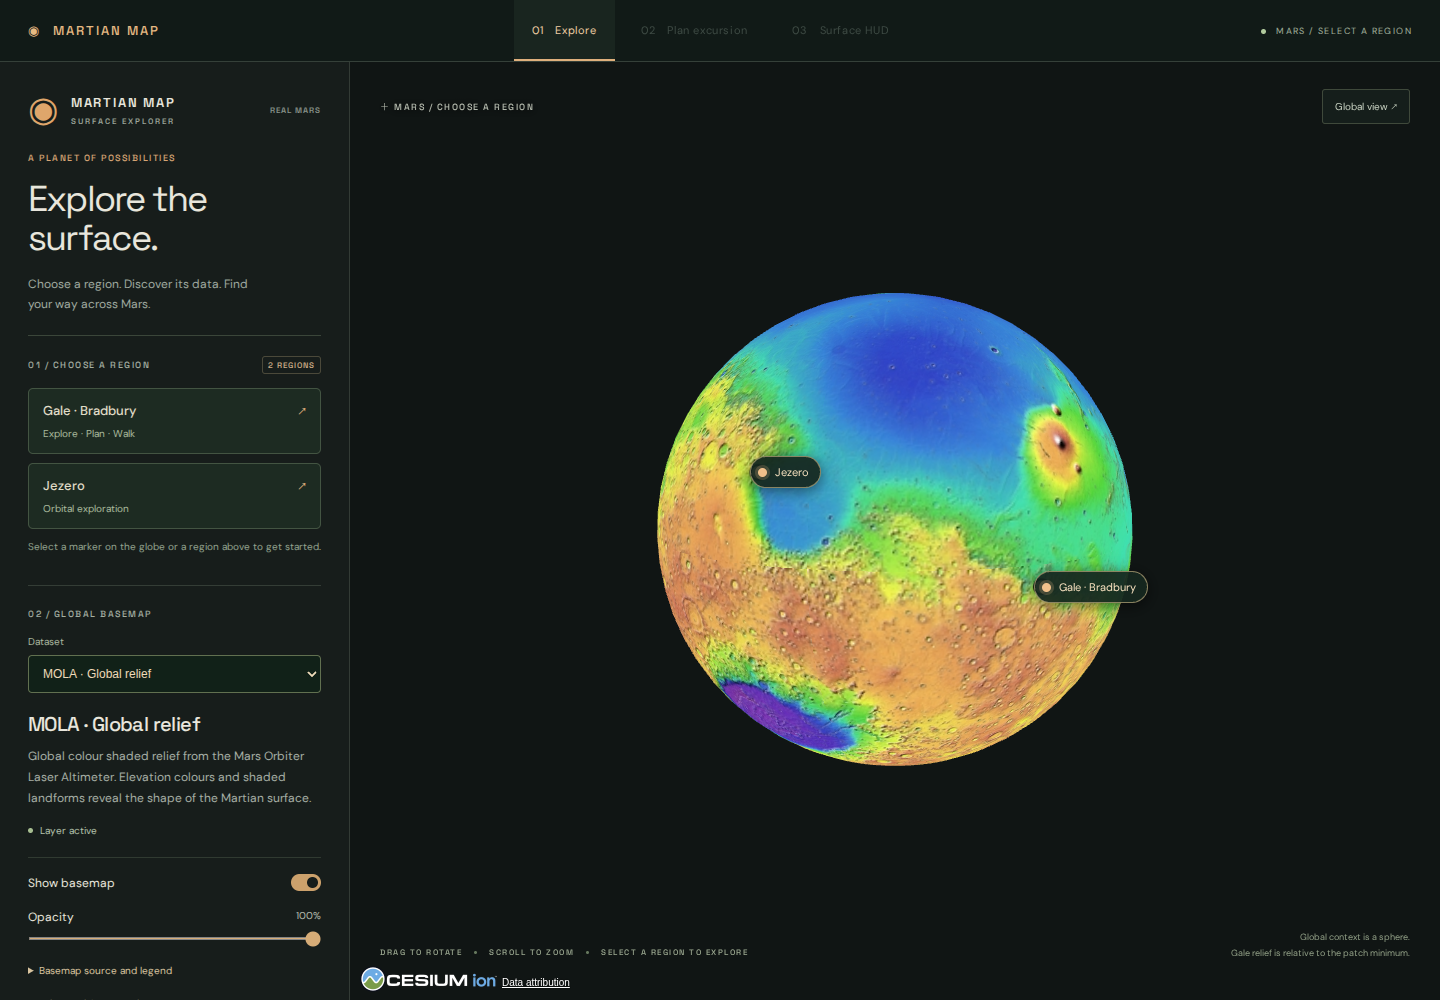 MARTIAN MAP
01 Explore
02 Plan excursion
03 Surface HUD
MARS / SELECT A REGION
MARTIAN MAP
SURFACE EXPLORER
REAL MARS
A PLANET OF POSSIBILITIES
Explore the
surface.
Choose a region. Discover its data. Find
your way across Mars.
01 / CHOOSE A REGION
2 REGIONS
Gale · Bradbury ↗
Explore · Plan · Walk
Jezero ↗
Orbital exploration
Select a marker on the globe or a region above to get started.
02 / GLOBAL BASEMAP
Dataset
MOLA · Global relief
MOLA · Global relief
Global colour shaded relief from the Mars Orbiter
Laser Altimeter. Elevation colours and shaded
landforms reveal the shape of the Martian surface.
Layer active
Show basemap
Opacity 100%
Basemap source and legend
+ MARS / CHOOSE A REGION
Global view ↗
Jezero
Gale · Bradbury
DRAG TO ROTATE • SCROLL TO ZOOM • SELECT A REGION TO EXPLORE
Global context is a sphere.
Gale relief is relative to the patch minimum.
CESIUM ion Data attribution